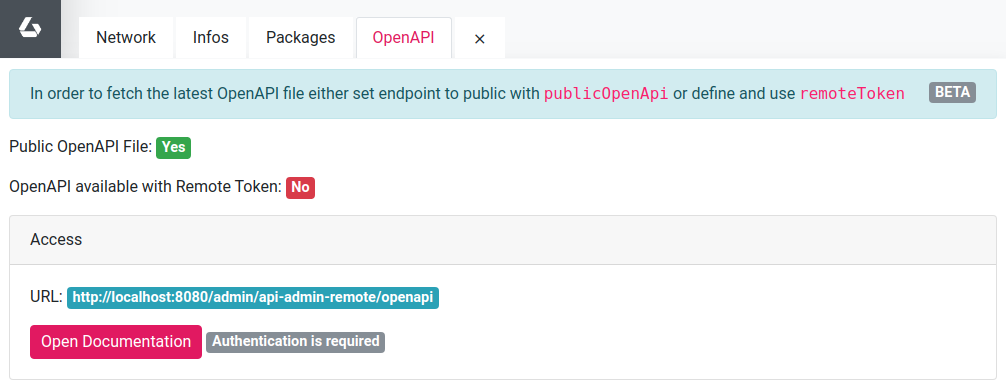 Network Infos Packages OpenAPI ×
In order to fetch the latest OpenAPI file either set endpoint to public with publicOpenApi or define and use remoteToken BETA
Public OpenAPI File: Yes
OpenAPI available with Remote Token: No
Access
URL: http://localhost:8080/admin/api-admin-remote/openapi
Open Documentation Authentication is required